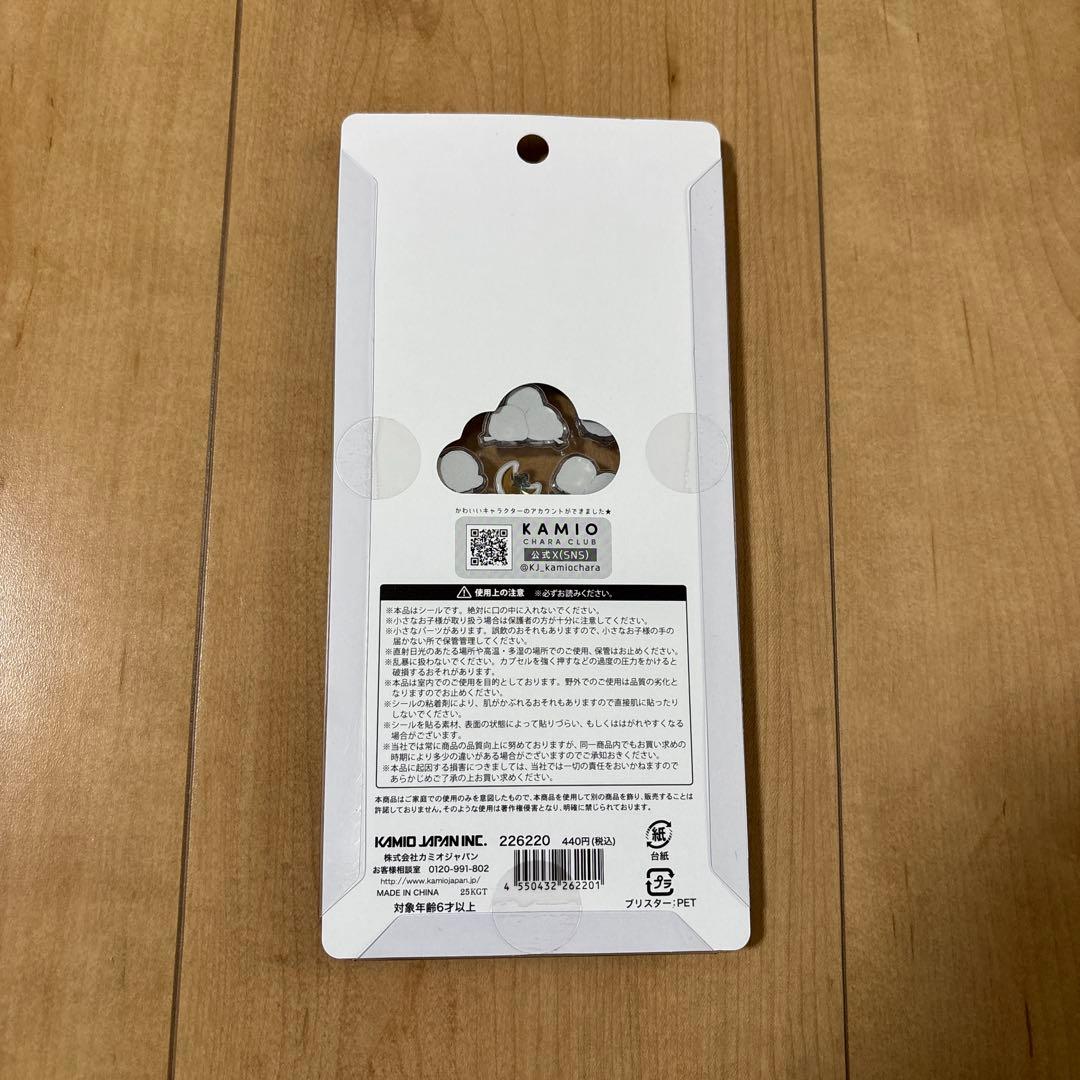 かわいいキャラクターのアカウントができました★
KAMIO
CHARA CLUB
公式X(SNS)
@KJ_kamiochara
使用上の注意 ※必ずお読みください。
※本品はシールです。絶対に口の中に入れないでください。
※小さなお子様が取り扱う場合は保護者の方が十分に注意してください。
※小さなパーツがあります。誤飲のおそれもありますので、小さなお子様の手の
届かない所で保管管理してください。
※直射日光のあたる場所や高温・多湿の場所でのご使用、保管はお止めください。
※乱暴に扱わないでください。カプセルを強く押すなどの過度の圧力をかけると
破損するおそれがあります。
※本品は室内でのご使用を目的としております。野外でのご使用は品質の劣化と
なりますのでお止めください。
※シールの粘着剤により、肌がかぶれるおそれもありますので直接肌に貼ったり
しないでください。
※シールを貼る素材、表面の状態によって貼りづらい、もしくははがれやすくなる
場合がございます。
※当社では常に商品の品質向上に努めておりますが、同一商品内でもお買い求めの
時期により多少の違いがある場合がございますのでご承知おきください。
※本品に起因する損害につきましては、当社では一切の責任をおいかねますので
あらかじめご了承の上お買い求めください。
本商品はご家庭での使用のみを意図したもので、本商品を使用して別の商品を飾り、販売することは
許諾しておりません。そのような使用は著作権侵害となり、明確に禁じられております。
KAMIO JAPAN INC. 226220 440円(税込)
株式会社カミオジャパン
お客様相談室 0120-991-802
http://www.kamiojapan.jp/
MADE IN CHINA 25KGT
対象年齢6才以上
4 550432 262201
紙
台紙
プラ
ブリスター:PET